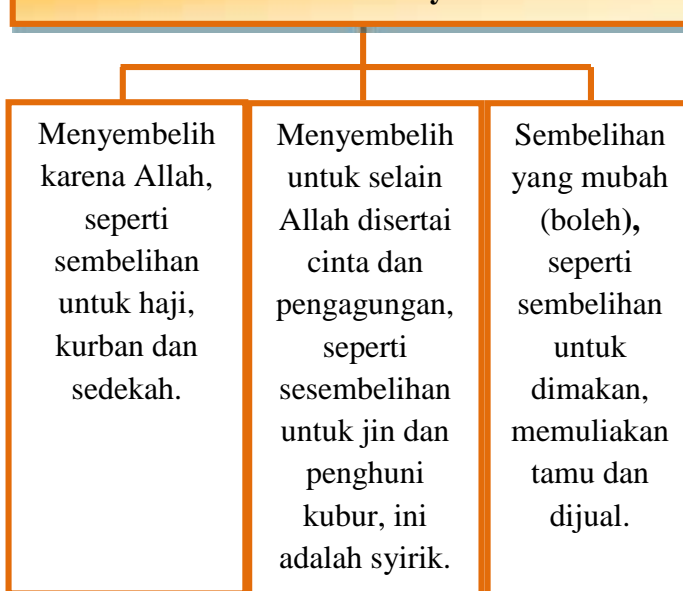 Menyembelih
karena Allah,
seperti
sembelihan
untuk haji,
kurban dan
sedekah.
Menyembelih
untuk selain
Allah disertai
cinta dan
pengagungan,
seperti
sesembelihan
untuk jin dan
penghuni
kubur, ini
adalah syirik.
Sembelihan
yang mubah
(boleh),
seperti
sembelihan
untuk
dimakan,
memuliakan
tamu dan
dijual.